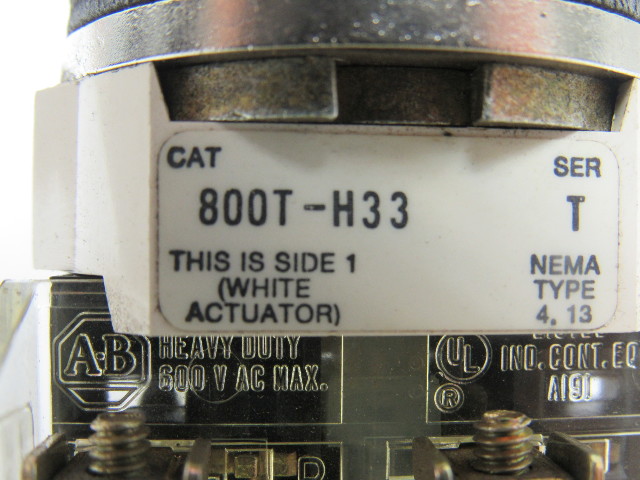 CAT
SER
800T-H33
T
THIS IS SIDE 1
(WHITE
ACTUATOR)
NEMA
TYPE
4, 13
A-B
HEAVY DUTY
600 V AC MAX.
UL
®
LISTED
IND. CONT. EQ
A191